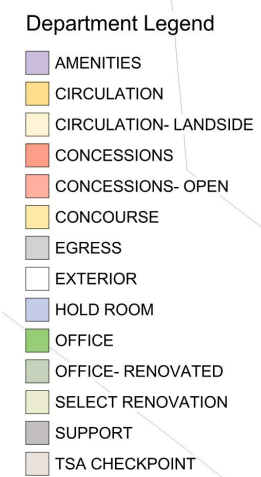 Department Legend
AMENITIES
CIRCULATION
CIRCULATION- LANDSIDE
CONCESSIONS
CONCESSIONS- OPEN
CONCOURSE
EGRESS
EXTERIOR
HOLD ROOM
OFFICE
OFFICE- RENOVATED
SELECT RENOVATION
SUPPORT
TSA CHECKPOINT